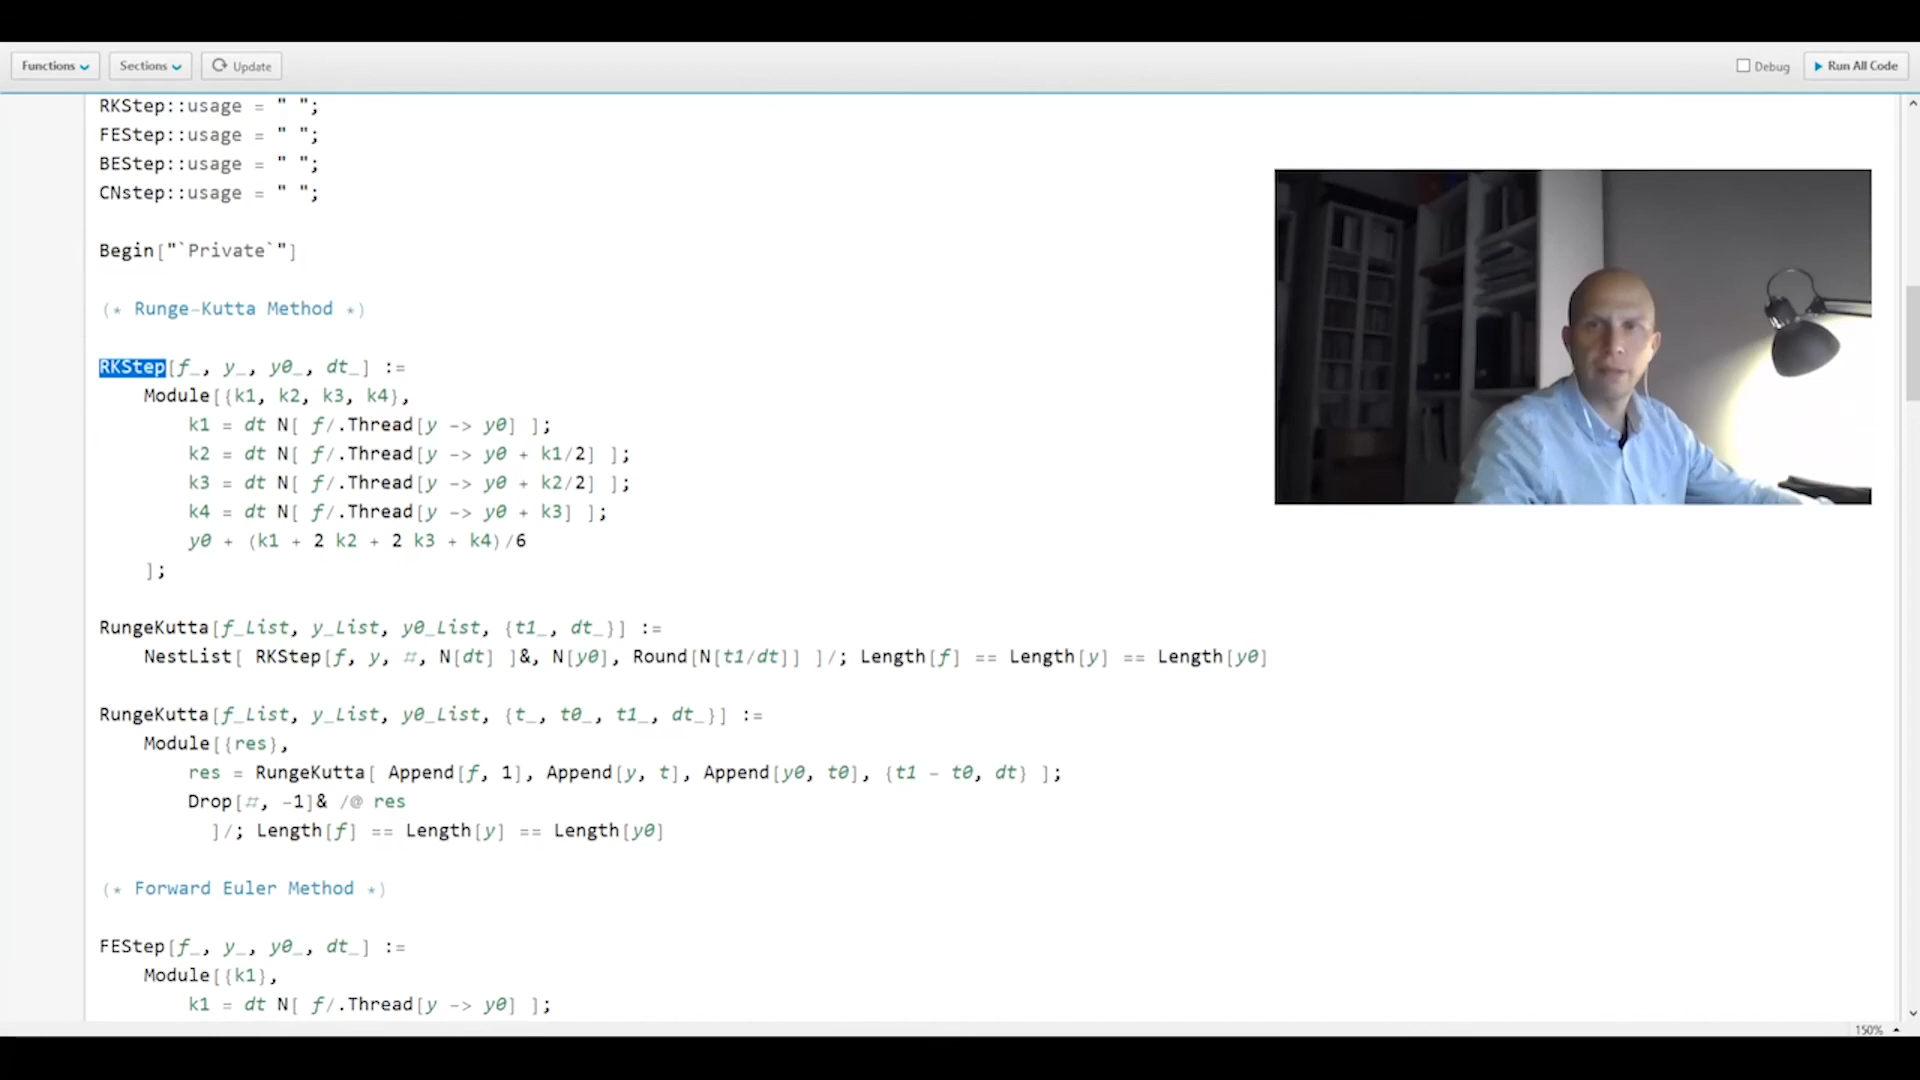 Functions
Sections
Update
Debug
Run All Code
RKStep::usage = " ";
FEStep::usage = " ";
BEStep::usage = " ";
CNstep::usage = " ";
Begin["`Private`"]
(* Runge-Kutta Method *)
RKStep[f_, y_, y0_, dt_] :=
Module[{k1, k2, k3, k4},
k1 = dt N[ f/.Thread[y -> y0] ];
k2 = dt N[ f/.Thread[y -> y0 + k1/2] ];
k3 = dt N[ f/.Thread[y -> y0 + k2/2] ];
k4 = dt N[ f/.Thread[y -> y0 + k3] ];
y0 + (k1 + 2 k2 + 2 k3 + k4)/6
];
RungeKutta[f_List, y_List, y0_List, {t1_, dt_}] :=
NestList[ RKStep[f, y, #, N[dt] ]&, N[y0], Round[N[t1/dt]] ]/; Length[f] == Length[y] == Length[y0]
RungeKutta[f_List, y_List, y0_List, {t_, t0_, t1_, dt_}] :=
Module[{res},
res = RungeKutta[ Append[f, 1], Append[y, t], Append[y0, t0], {t1 - t0, dt} ];
Drop[#, -1]& /@ res
]/; Length[f] == Length[y] == Length[y0]
(* Forward Euler Method *)
FEStep[f_, y_, y0_, dt_] :=
Module[{k1},
k1 = dt N[ f/.Thread[y -> y0] ];
150%